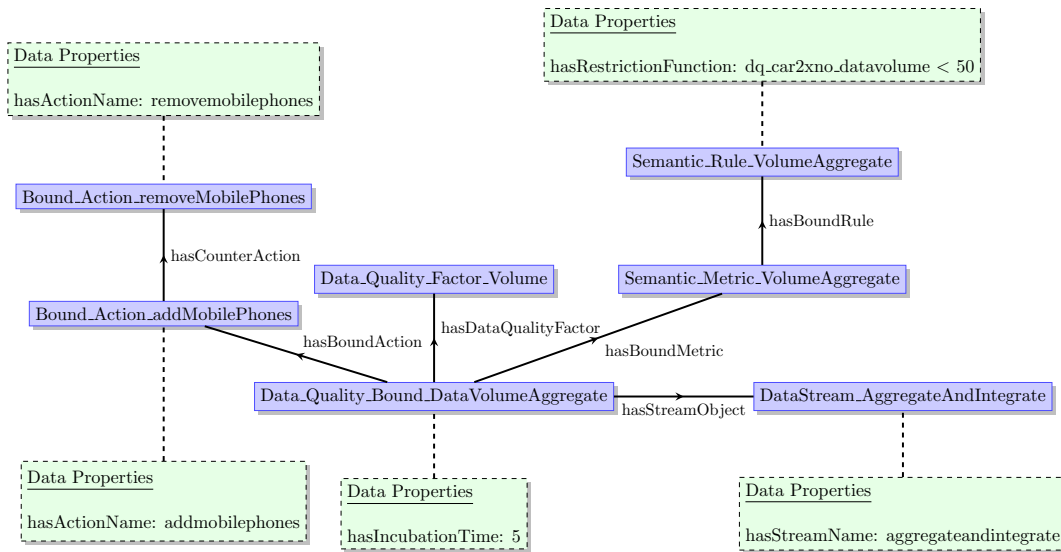 Data Properties
hasRestrictionFunction: dq_car2xno_datavolume < 50
Data Properties
hasActionName: removemobilephones
Semantic_Rule_VolumeAggregate
Bound_Action_removeMobilePhones
hasBoundRule
hasCounterAction
Data_Quality_Factor_Volume
Semantic_Metric_VolumeAggregate
Bound_Action_addMobilePhones
hasDataQualityFactor
hasBoundAction
hasBoundMetric
Data_Quality_Bound_DataVolumeAggregate
DataStream_AggregateAndIntegrate
hasStreamObject
Data Properties
hasActionName: addmobilephones
Data Properties
hasIncubationTime: 5
Data Properties
hasStreamName: aggregateandintegrate